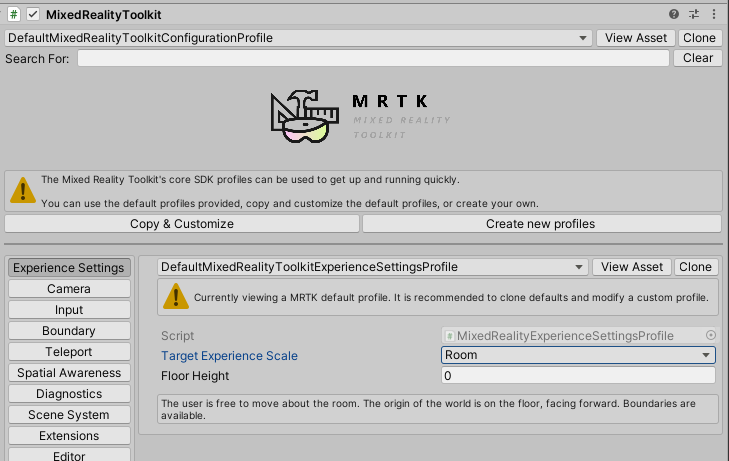 MixedRealityToolkit
DefaultMixedRealityToolkitConfigurationProfile
View Asset
Clone
Search For:
Clear
MRTK
MIXED REALITY
TOOLKIT
The Mixed Reality Toolkit's core SDK profiles can be used to get up and running quickly.
You can use the default profiles provided, copy and customize the default profiles, or create your own.
Copy & Customize
Create new profiles
Experience Settings
Camera
Input
Boundary
Teleport
Spatial Awareness
Diagnostics
Scene System
Extensions
Editor
DefaultMixedRealityToolkitExperienceSettingsProfile
View Asset
Clone
Currently viewing a MRTK default profile. It is recommended to clone defaults and modify a custom profile.
Script
MixedRealityExperienceSettingsProfile
Target Experience Scale
Room
Floor Height
0
The user is free to move about the room. The origin of the world is on the floor, facing forward. Boundaries are
available.